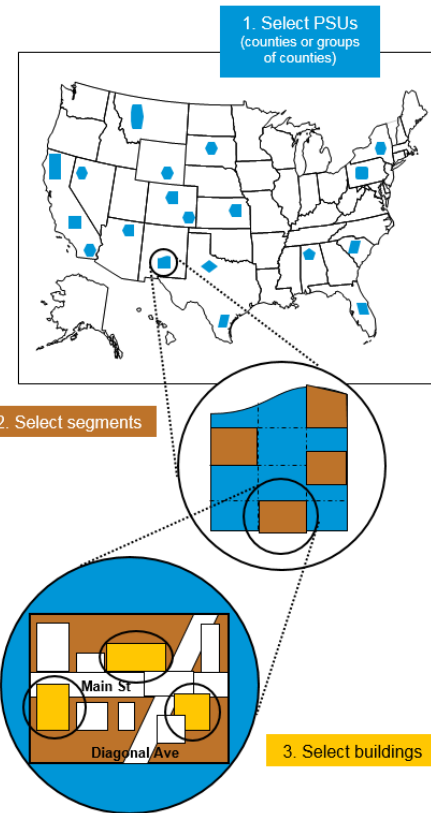 1. Select PSUs
(counties or groups
of counties)
2. Select segments
Main St
Diagonal Ave
3. Select buildings